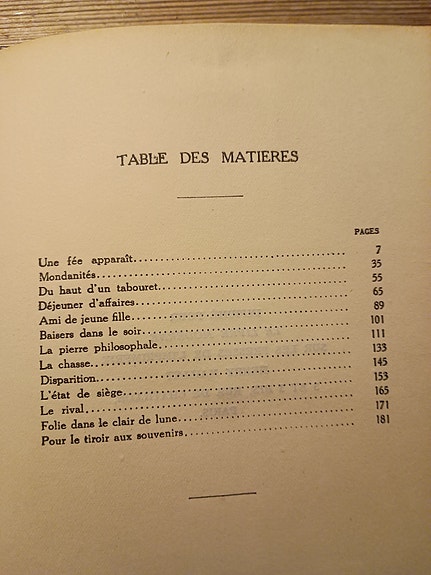 TABLE DES MATIERES
PAGES
Une fée apparaît........................................ 7
Mondanités............................................. 35
Du haut d'un tabouret.................................. 55
Déjeuner d'affaires.................................... 65
Ami de jeune fille..................................... 89
Baisers dans le soir................................... 101
La pierre philosophale................................. 111
La chasse.............................................. 133
Disparition............................................ 145
L'état de siège........................................ 153
Le rival............................................... 165
Folie dans le clair de lune............................ 171
Pour le tiroir aux souvenirs........................... 181